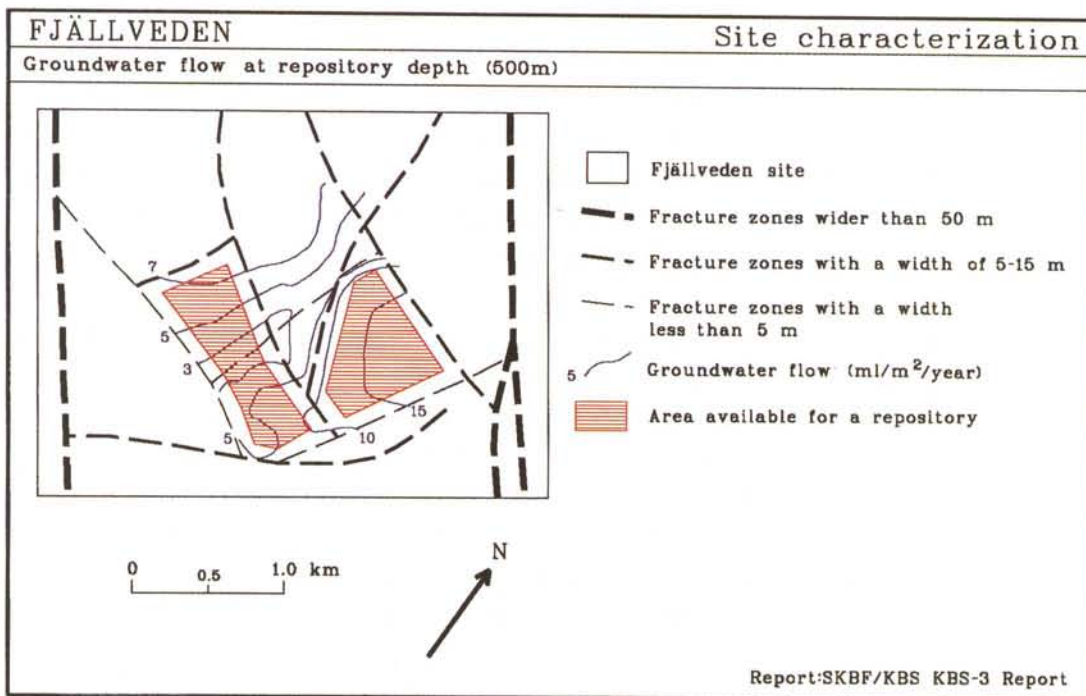 FJÄLLVEDEN
Site characterization
Groundwater flow at repository depth (500m)
7
5
3
5
10
15
Fjällveden site
Fracture zones wider than 50 m
Fracture zones with a width of 5-15 m
Fracture zones with a width
less than 5 m
5 Groundwater flow (ml/m²/year)
Area available for a repository
0 0.5 1.0 km
N
Report:SKBF/KBS KBS-3 Report